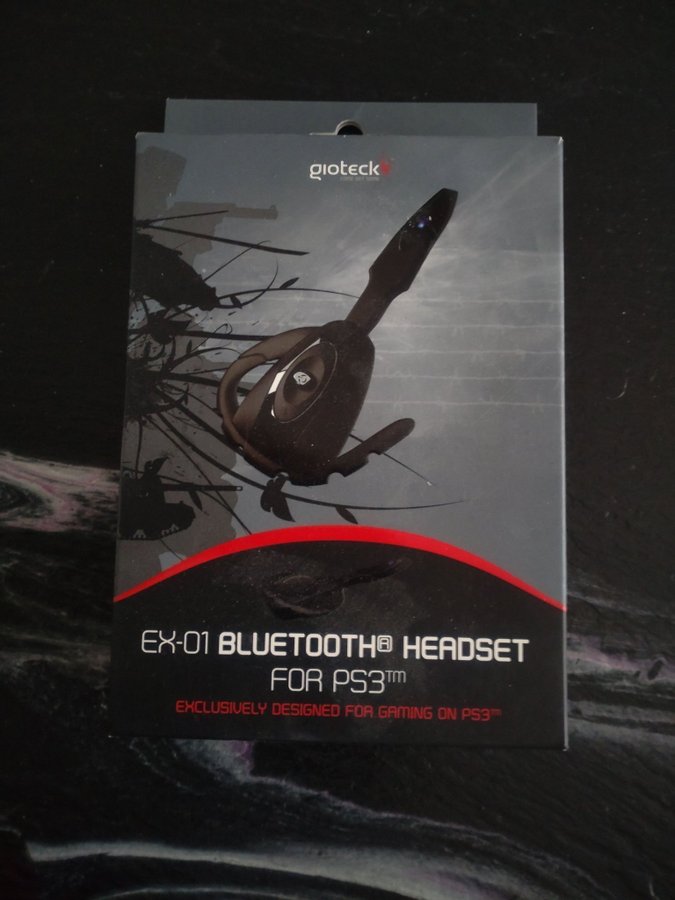 gioteck
EX-01 BLUETOOTH® HEADSET
FOR PS3™
EXCLUSIVELY DESIGNED FOR GAMING ON PS3™